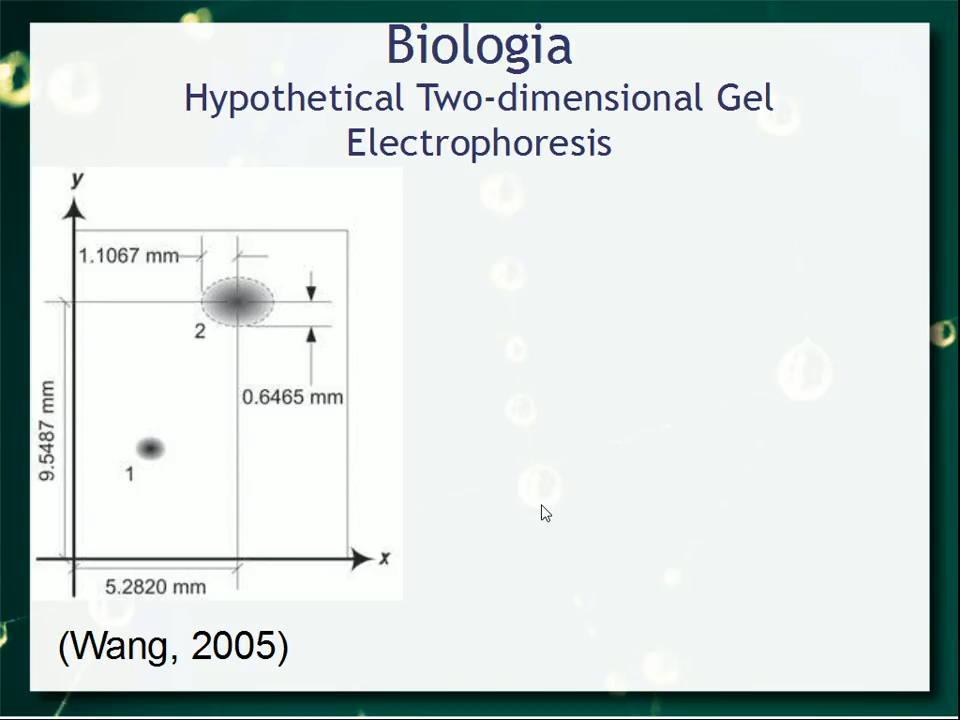 Biologia
Hypothetical Two-dimensional Gel
Electrophoresis
y
1.1067 mm
2
0.6465 mm
9.5487 mm
1
x
5.2820 mm
(Wang, 2005)